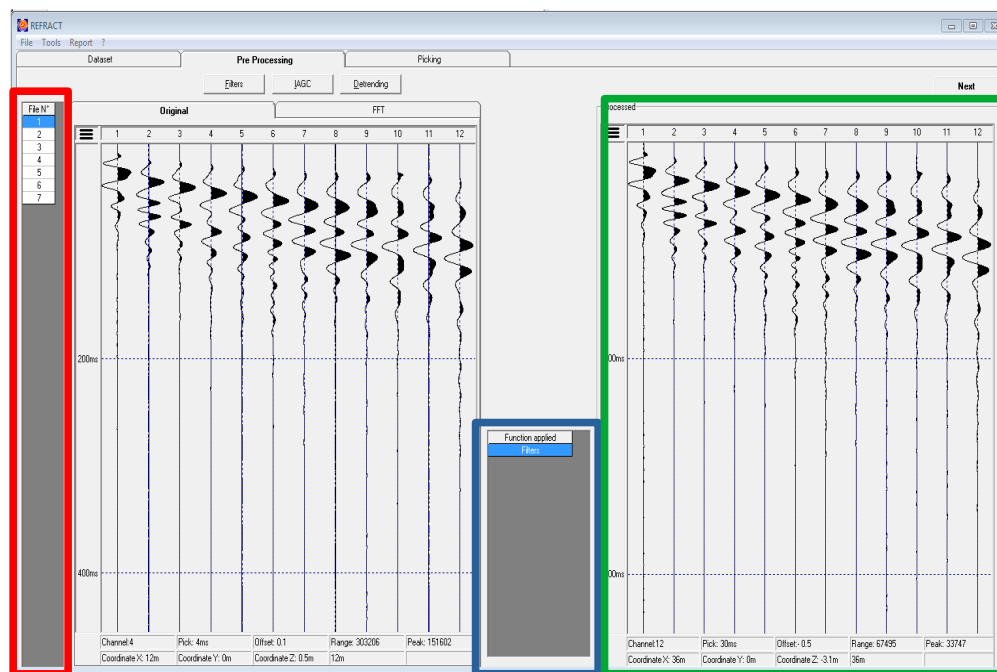 REFRACT
File Tools Report ?
Dataset Pre Processing Picking
Filters IAGC Detrending Next
File N°
1
2
3
4
5
6
7
Original FFT
1 2 3 4 5 6 7 8 9 10 11 12
200ms
400ms
Channel:4 Pick: 4ms Offset: 0.1 Range: 303206 Peak: 151602
Coordinate X: 12m Coordinate Y: 0m Coordinate Z: 0.5m 12m
Function applied
Filters
rocessed
1 2 3 4 5 6 7 8 9 10 11 12
00ms
00ms
Channel:12 Pick: 30ms Offset: -0.5 Range: 67495 Peak: 33747
Coordinate X: 36m Coordinate Y: 0m Coordinate Z: -3.1m 36m